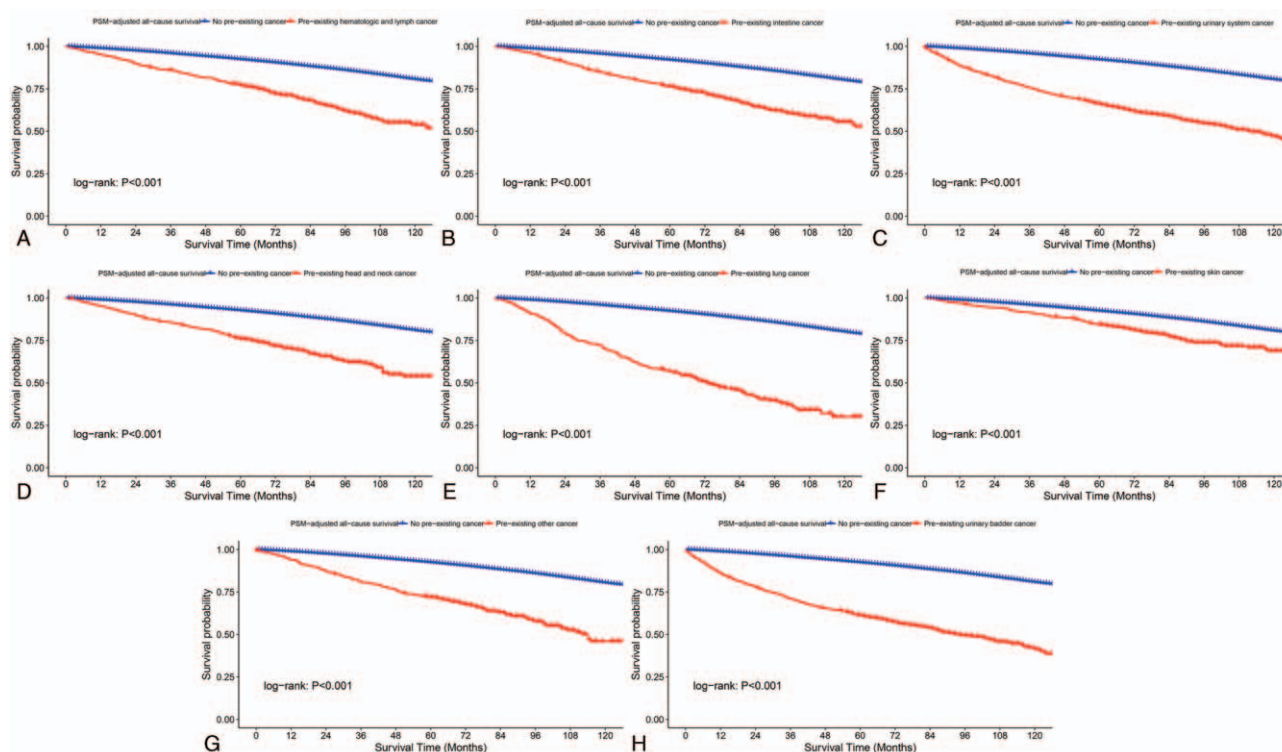 PSM-adjusted all-cause survival No pre-existing cancer Pre-existing hematologic and lymph cancer
1.00
0.75
0.50
0.25
0.00
Survival probability
log-rank: P<0.001
0 12 24 36 48 60 72 84 96 108 120
Survival Time (Months)
A
PSM-adjusted all-cause survival No pre-existing cancer Pre-existing intestine cancer
1.00
0.75
0.50
0.25
0.00
Survival probability
log-rank: P<0.001
0 12 24 36 48 60 72 84 96 108 120
Survival Time (Months)
B
PSM-adjusted all-cause survival No pre-existing cancer Pre-existing urinary system cancer
1.00
0.75
0.50
0.25
0.00
Survival probability
log-rank: P<0.001
0 12 24 36 48 60 72 84 96 108 120
Survival Time (Months)
C
PSM-adjusted all-cause survival No pre-existing cancer Pre-existing head and neck cancer
1.00
0.75
0.50
0.25
0.00
Survival probability
log-rank: P<0.001
0 12 24 36 48 60 72 84 96 108 120
Survival Time (Months)
D
PSM-adjusted all-cause survival No pre-existing cancer Pre-existing lung cancer
1.00
0.75
0.50
0.25
0.00
Survival probability
log-rank: P<0.001
0 12 24 36 48 60 72 84 96 108 120
Survival Time (Months)
E
PSM-adjusted all-cause survival No pre-existing cancer Pre-existing skin cancer
1.00
0.75
0.50
0.25
0.00
Survival probability
log-rank: P<0.001
0 12 24 36 48 60 72 84 96 108 120
Survival Time (Months)
F
PSM-adjusted all-cause survival No pre-existing cancer Pre-existing other cancer
1.00
0.75
0.50
0.25
0.00
Survival probability
log-rank: P<0.001
0 12 24 36 48 60 72 84 96 108 120
Survival Time (Months)
G
PSM-adjusted all-cause survival No pre-existing cancer Pre-existing urinary badder cancer
1.00
0.75
0.50
0.25
0.00
Survival probability
log-rank: P<0.001
0 12 24 36 48 60 72 84 96 108 120
Survival Time (Months)
H